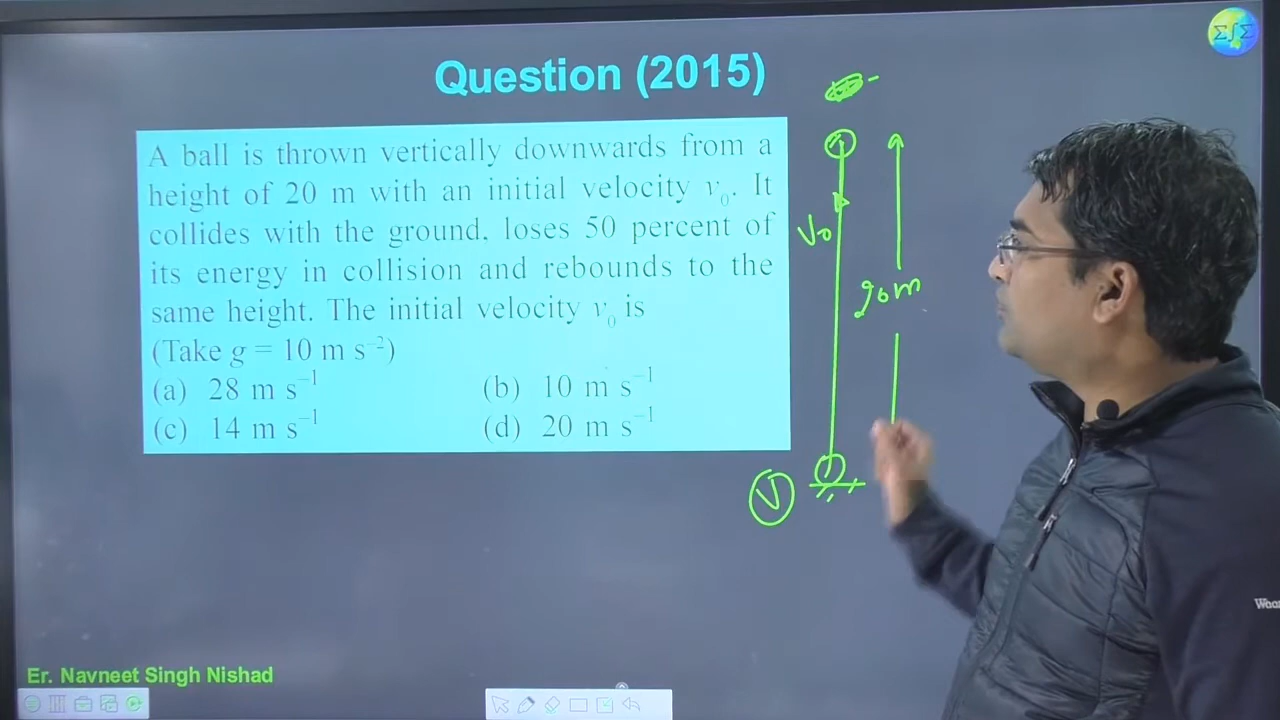 ΣʃΣ
Question (2015)
A ball is thrown vertically downwards from a
height of 20 m with an initial velocity v₀. It
collides with the ground, loses 50 percent of
its energy in collision and rebounds to the
same height. The initial velocity v₀ is
(Take g = 10 m s⁻²)
(a) 28 m s⁻¹ (b) 10 m s⁻¹
(c) 14 m s⁻¹ (d) 20 m s⁻¹
V₀
20m
V
Er. Navneet Singh Nishad